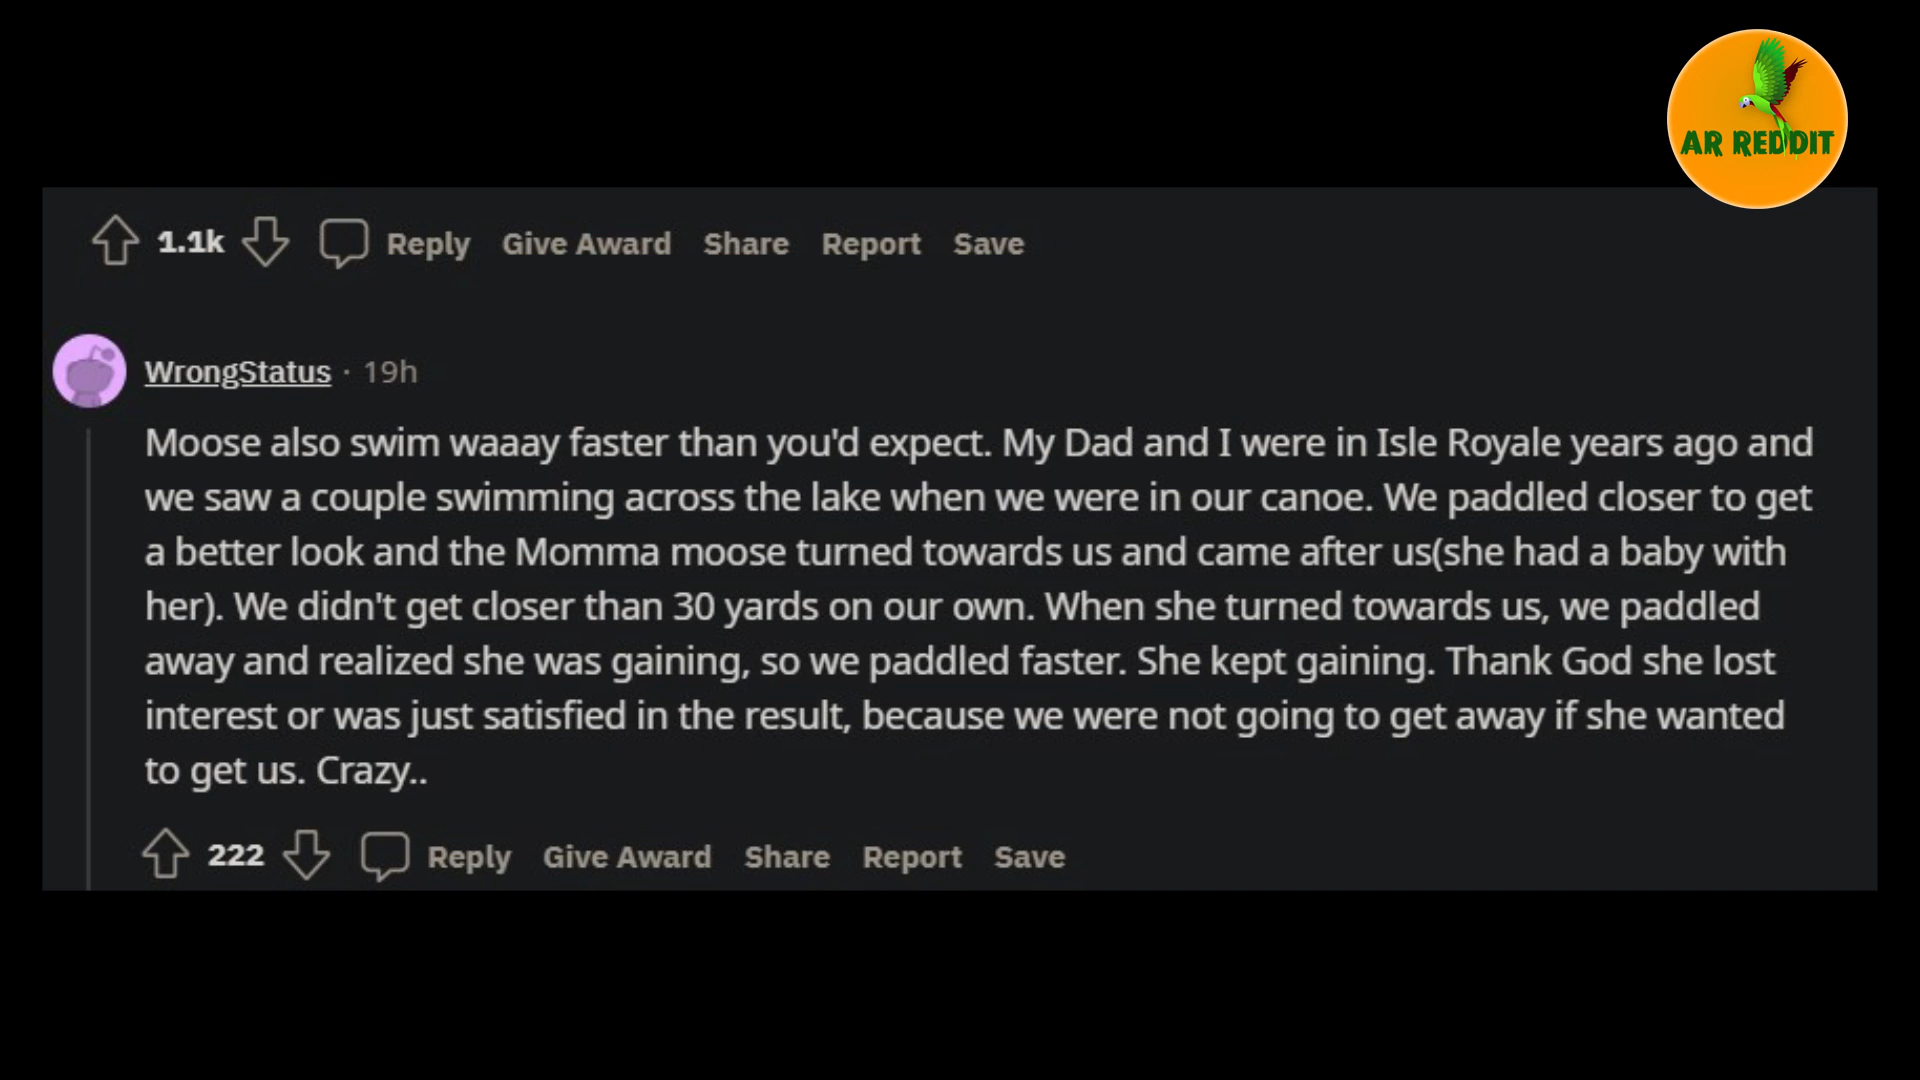 AR REDDIT
1.1k Reply Give Award Share Report Save
WrongStatus · 19h
Moose also swim waaay faster than you'd expect. My Dad and I were in Isle Royale years ago and
we saw a couple swimming across the lake when we were in our canoe. We paddled closer to get
a better look and the Momma moose turned towards us and came after us(she had a baby with
her). We didn't get closer than 30 yards on our own. When she turned towards us, we paddled
away and realized she was gaining, so we paddled faster. She kept gaining. Thank God she lost
interest or was just satisfied in the result, because we were not going to get away if she wanted
to get us. Crazy..
222 Reply Give Award Share Report Save